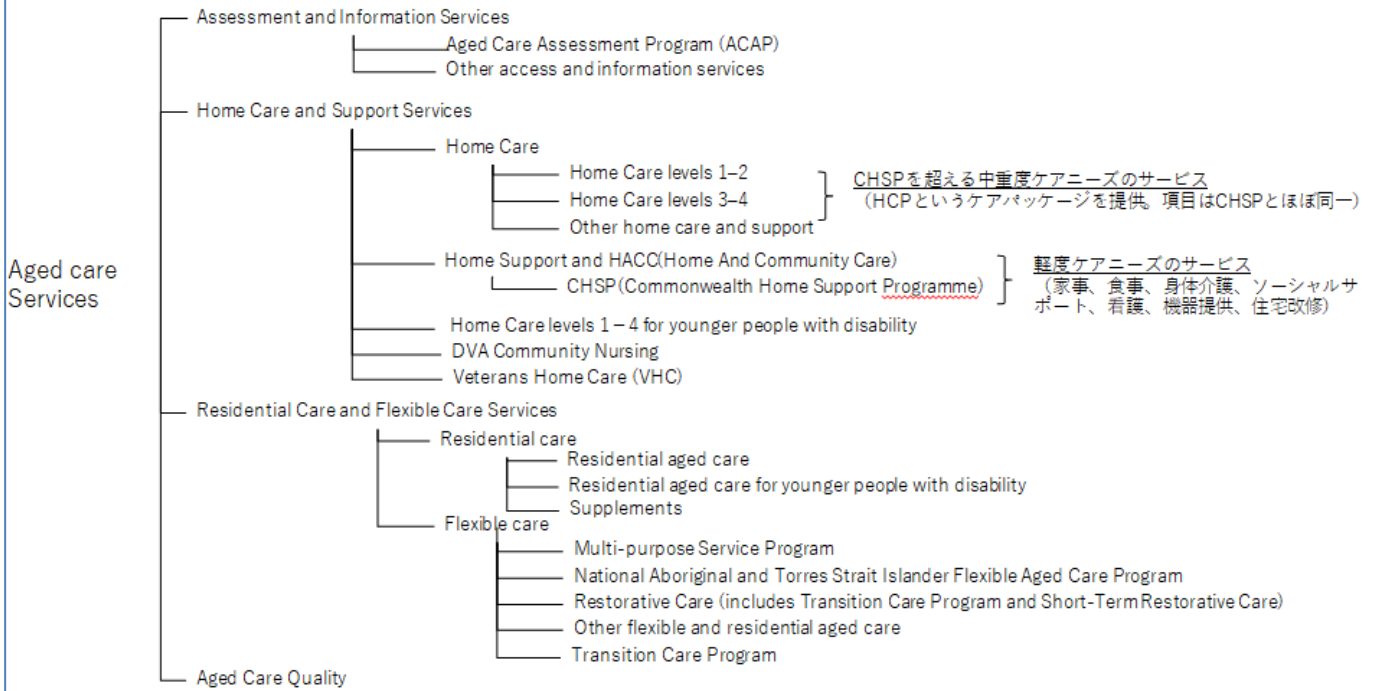 Assessment and Information Services
Aged Care Assessment Program (ACAP)
Other access and information services
Home Care and Support Services
Home Care
Home Care levels 1–2
Home Care levels 3–4
Other home care and support
CHSPを超える中重度ケアニーズのサービス
（HCPというケアパッケージを提供。項目はCHSPとほぼ同一）
Aged care
Services
Home Support and HACC(Home And Community Care)
CHSP(Commonwealth Home Support Programme)
軽度ケアニーズのサービス
（家事、食事、身体介護、ソーシャルサ
ポート、看護、機器提供、住宅改修）
Home Care levels 1–4 for younger people with disability
DVA Community Nursing
Veterans Home Care (VHC)
Residential Care and Flexible Care Services
Residential care
Residential aged care
Residential aged care for younger people with disability
Supplements
Flexible care
Multi-purpose Service Program
National Aboriginal and Torres Strait Islander Flexible Aged Care Program
Restorative Care (includes Transition Care Program and Short-Term Restorative Care)
Other flexible and residential aged care
Transition Care Program
Aged Care Quality